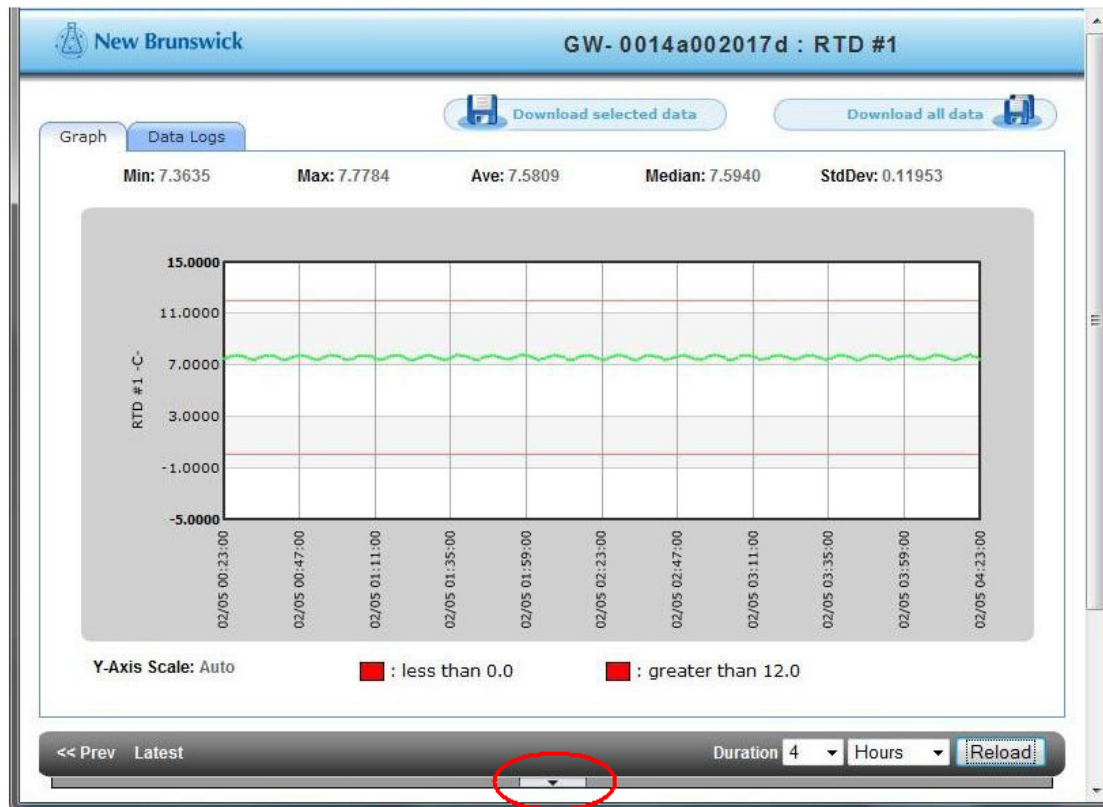 New Brunswick
GW- 0014a002017d : RTD #1
Download selected data
Download all data
Graph
Data Logs
Min: 7.3635 Max: 7.7784 Ave: 7.5809 Median: 7.5940 StdDev: 0.11953
15.0000
11.0000
7.0000
3.0000
-1.0000
-5.0000
RTD #1 -C-
02/05 00:23:00
02/05 00:47:00
02/05 01:11:00
02/05 01:35:00
02/05 01:59:00
02/05 02:23:00
02/05 02:47:00
02/05 03:11:00
02/05 03:35:00
02/05 03:59:00
02/05 04:23:00
Y-Axis Scale: Auto
: less than 0.0
: greater than 12.0
<< Prev Latest
Duration 4 Hours Reload